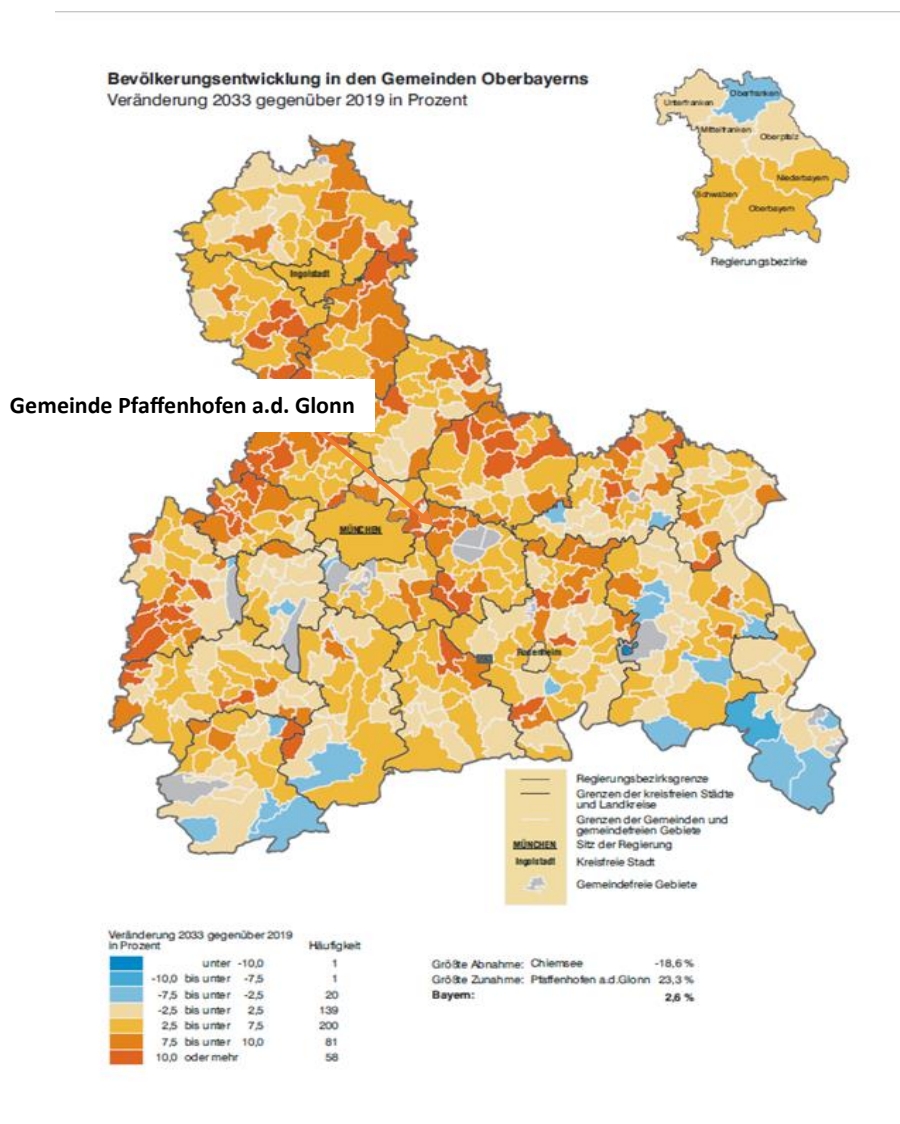 Bevölkerungsentwicklung in den Gemeinden Oberbayerns
Veränderung 2033 gegenüber 2019 in Prozent
Oberfranken
Unterfranken
Mittelfranken
Oberpfalz
Niederbayern
Schwaben
Oberbayern
Regierungsbezirke
Ingolstadt
Gemeinde Pfaffenhofen a.d. Glonn
MÜNCHEN
Rosenheim
Regierungsbezirksgrenze
Grenzen der kreisfreien Städte
und Landkreise
Grenzen der Gemeinden und
gemeindefreien Gebiete
MÜNCHEN Sitz der Regierung
Ingolstadt Kreisfreie Stadt
Gemeindefreie Gebiete
Veränderung 2033 gegenüber 2019
in Prozent Häufigkeit
unter -10,0 1
-10,0 bis unter -7,5 1
-7,5 bis unter -2,5 20
-2,5 bis unter 2,5 139
2,5 bis unter 7,5 200
7,5 bis unter 10,0 81
10,0 oder mehr 58
Größte Abnahme: Chiemsee -18,6 %
Größte Zunahme: Pfaffenhofen a.d.Glonn 23,3 %
Bayern: 2,6 %